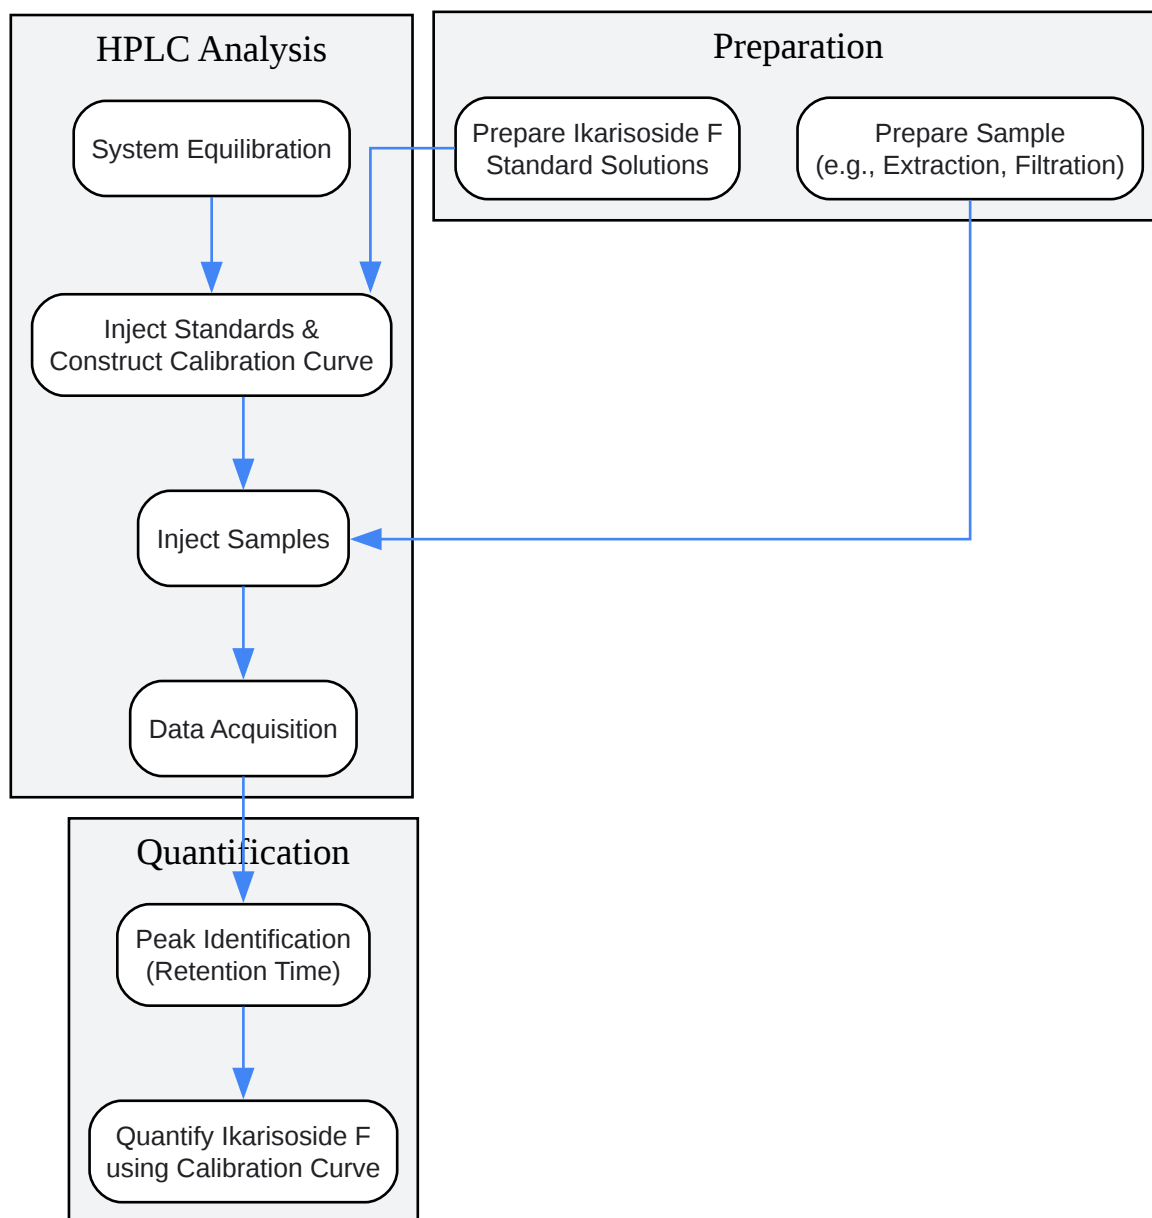 HPLC Analysis
System Equilibration
Inject Standards &
Construct Calibration Curve
Inject Samples
Data Acquisition
Preparation
Prepare Ikarisoside F
Standard Solutions
Prepare Sample
(e.g., Extraction, Filtration)
Quantification
Peak Identification
(Retention Time)
Quantify Ikarisoside F
using Calibration Curve